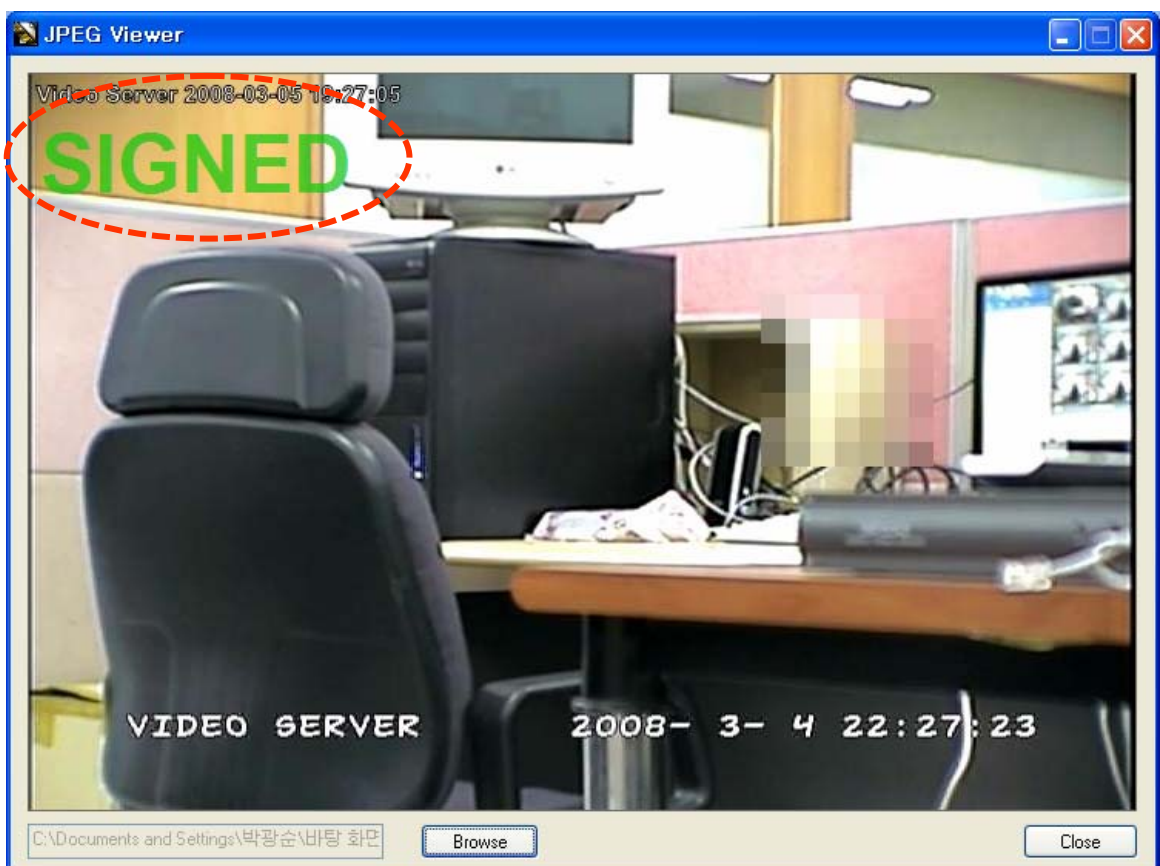 JPEG Viewer
Video Server 2008-03-05 19:27:05
SIGNED
VIDEO SERVER 2008- 3- 4 22:27:23
C:\Documents and Settings\박광순\바탕 화면
Browse
Close